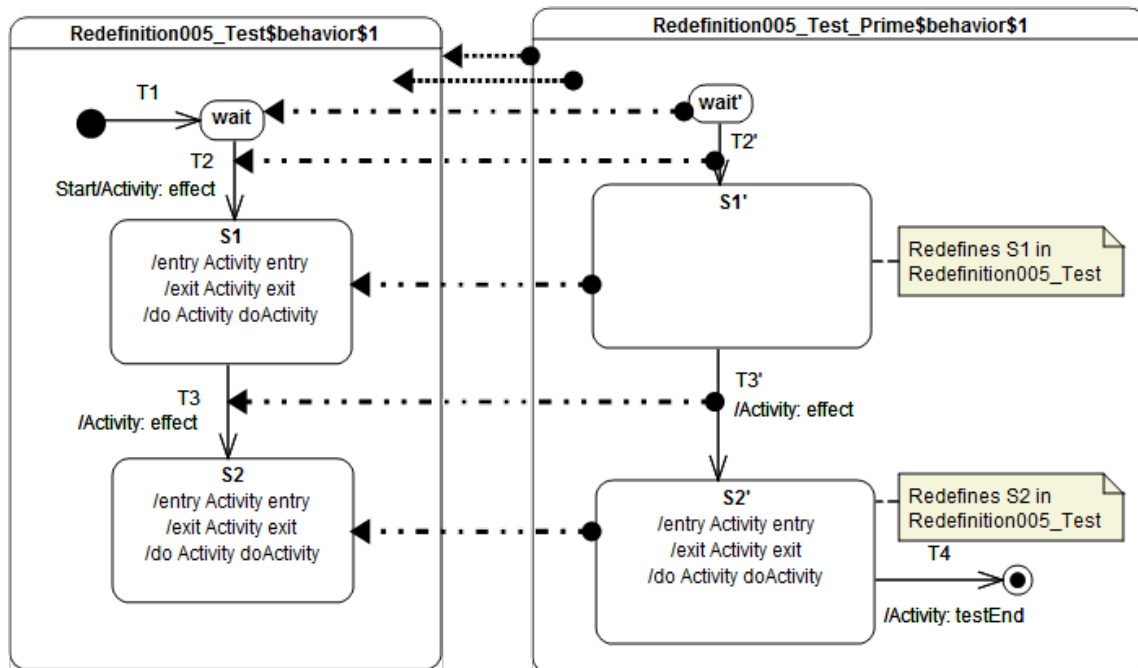 Redefinition005_Test$behavior$1
T1
wait
T2
Start/Activity: effect
S1
/entry Activity entry
/exit Activity exit
/do Activity doActivity
T3
/Activity: effect
S2
/entry Activity entry
/exit Activity exit
/do Activity doActivity
Redefinition005_Test_Prime$behavior$1
wait'
T2'
S1'
Redefines S1 in
Redefinition005_Test
T3'
/Activity: effect
S2'
/entry Activity entry
/exit Activity exit
/do Activity doActivity
Redefines S2 in
Redefinition005_Test
T4
/Activity: testEnd